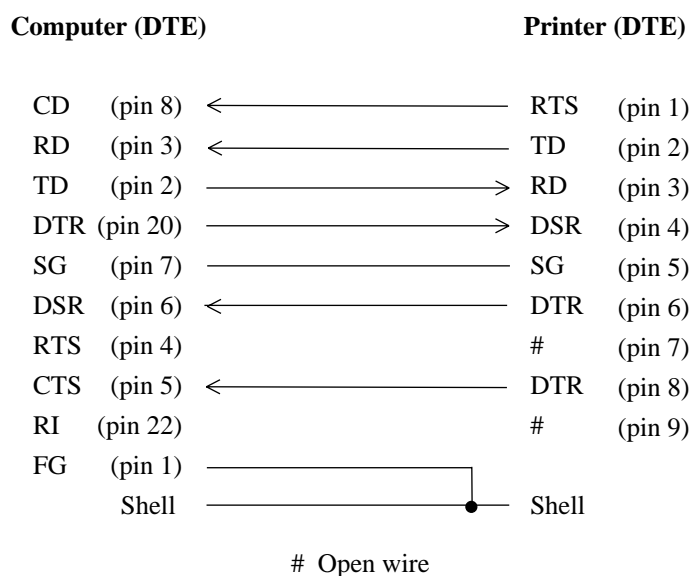 Computer (DTE) Printer (DTE)
CD (pin 8) RTS (pin 1)
RD (pin 3) TD (pin 2)
TD (pin 2) RD (pin 3)
DTR (pin 20) DSR (pin 4)
SG (pin 7) SG (pin 5)
DSR (pin 6) DTR (pin 6)
RTS (pin 4) # (pin 7)
CTS (pin 5) DTR (pin 8)
RI (pin 22) # (pin 9)
FG (pin 1)
Shell Shell
# Open wire